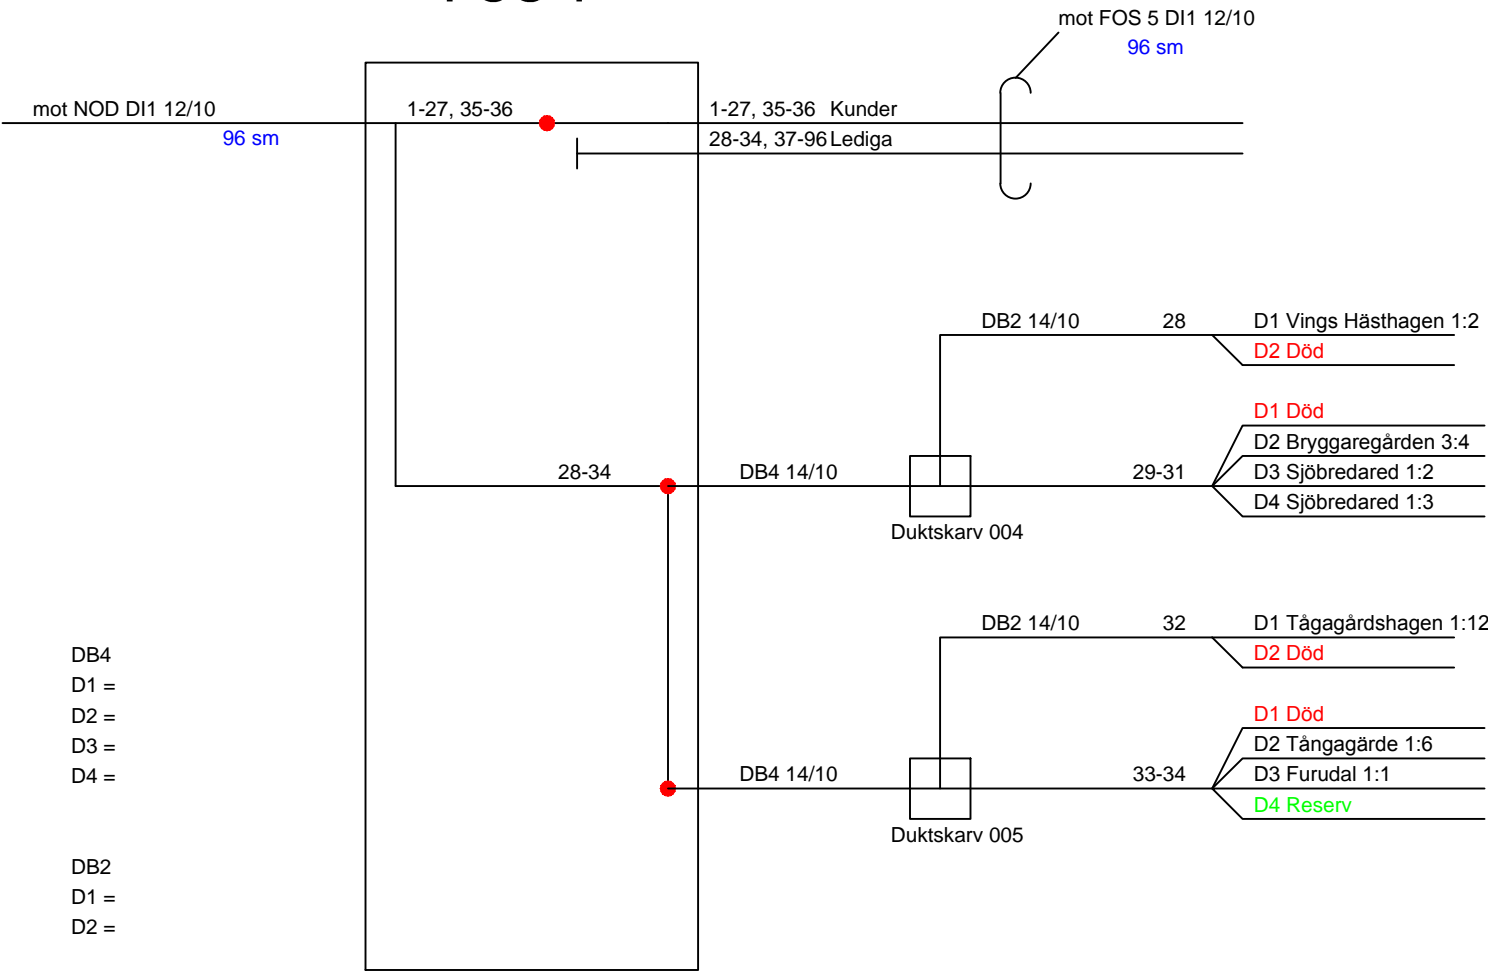 mot FOS 5 DI1 12/10
96 sm
mot NOD DI1 12/10
96 sm
1-27, 35-36
1-27, 35-36 Kunder
28-34, 37-96 Lediga
DB2 14/10 28 D1 Vings Hästhagen 1:2
D2 Död
28-34
DB4 14/10
29-31
D1 Död
D2 Bryggaregården 3:4
D3 Sjöbredared 1:2
D4 Sjöbredared 1:3
Duktskarv 004
DB2 14/10 32 D1 Tågagårdshagen 1:12
D2 Död
DB4 14/10
33-34
D1 Död
D2 Tångagärde 1:6
D3 Furudal 1:1
D4 Reserv
Duktskarv 005
DB4
D1 =
D2 =
D3 =
D4 =
DB2
D1 =
D2 =